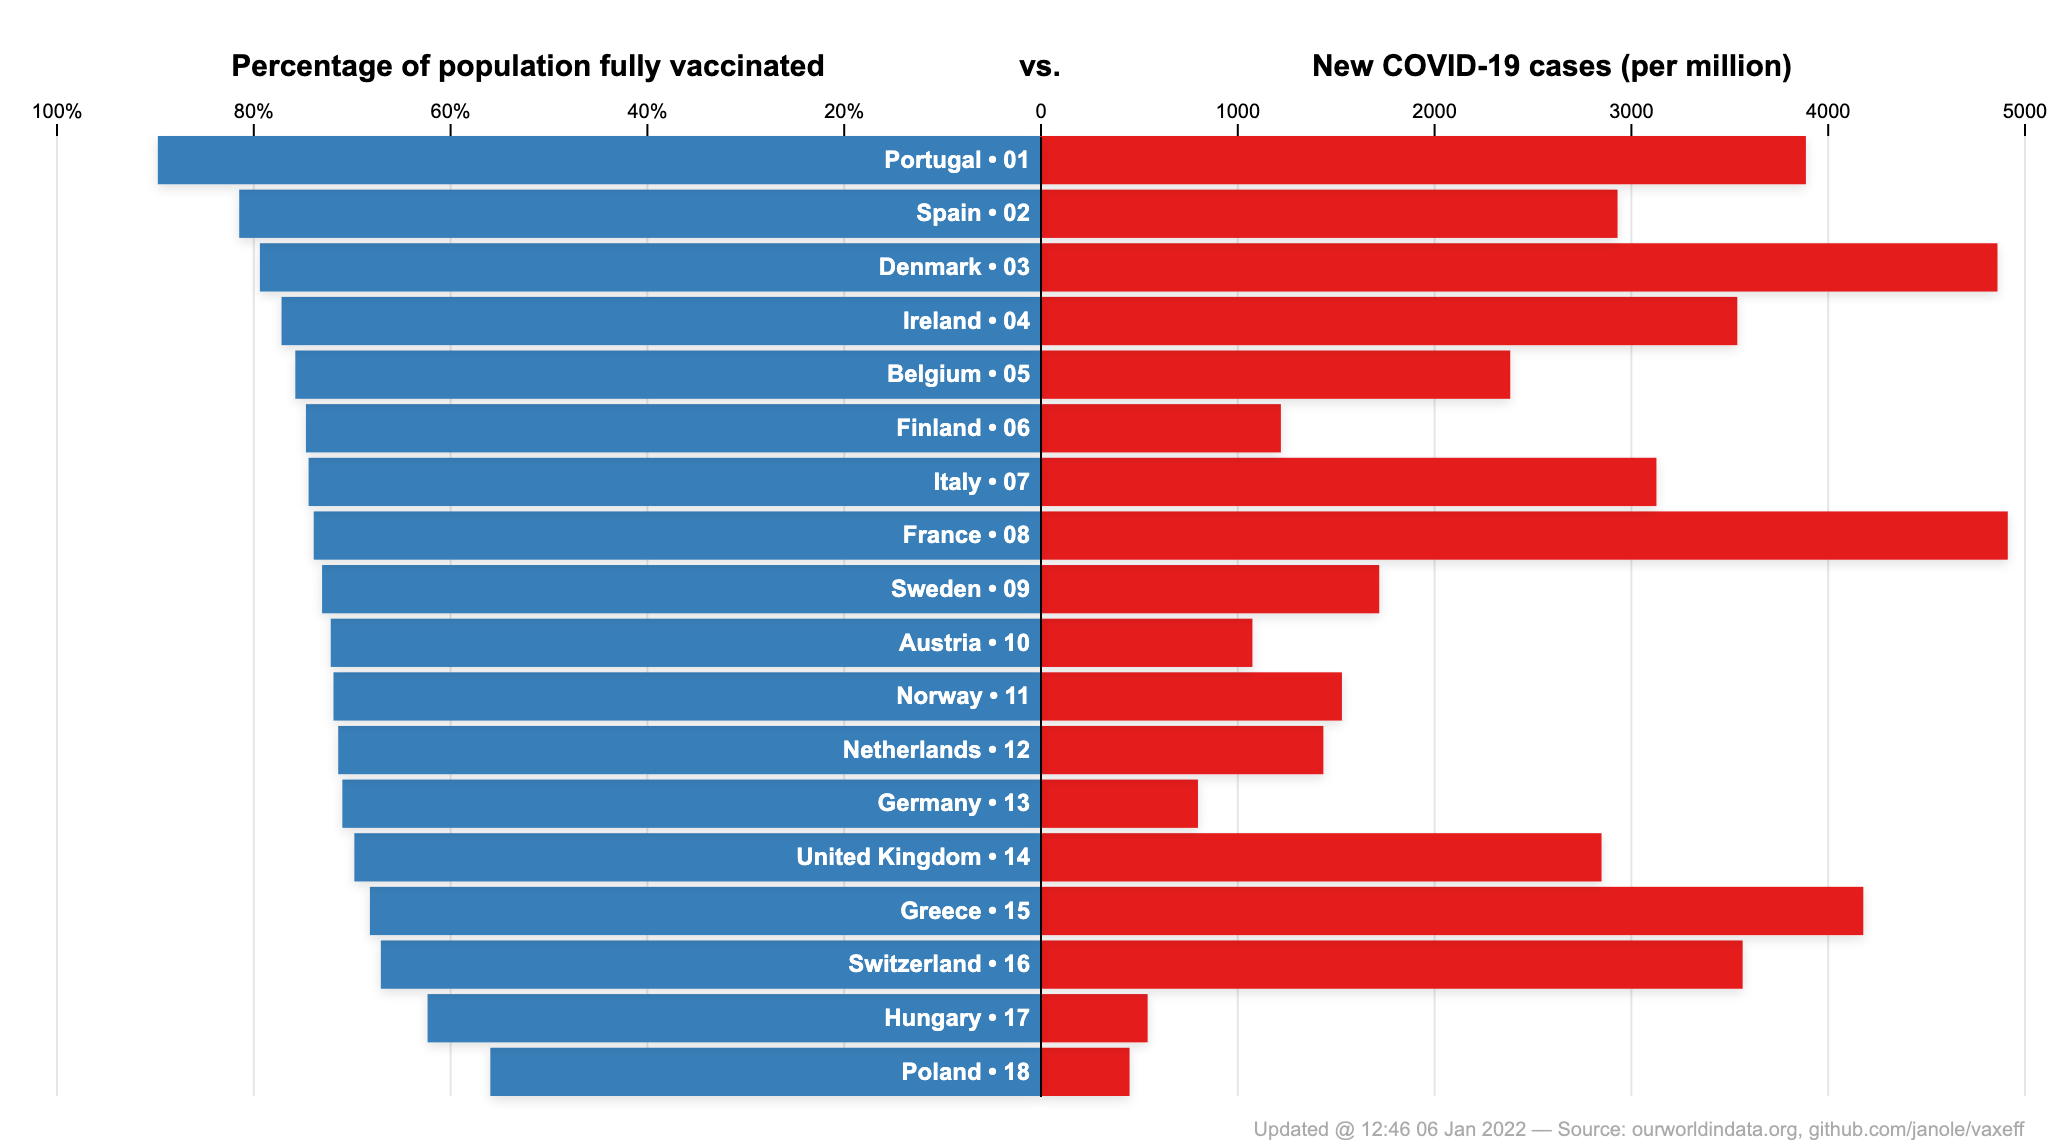 Percentage of population fully vaccinated vs. New COVID-19 cases (per million)
100% 80% 60% 40% 20% 0 1000 2000 3000 4000 5000
Portugal • 01
Spain • 02
Denmark • 03
Ireland • 04
Belgium • 05
Finland • 06
Italy • 07
France • 08
Sweden • 09
Austria • 10
Norway • 11
Netherlands • 12
Germany • 13
United Kingdom • 14
Greece • 15
Switzerland • 16
Hungary • 17
Poland • 18
Updated @ 12:46 06 Jan 2022 — Source: ourworldindata.org, github.com/janole/vaxeff